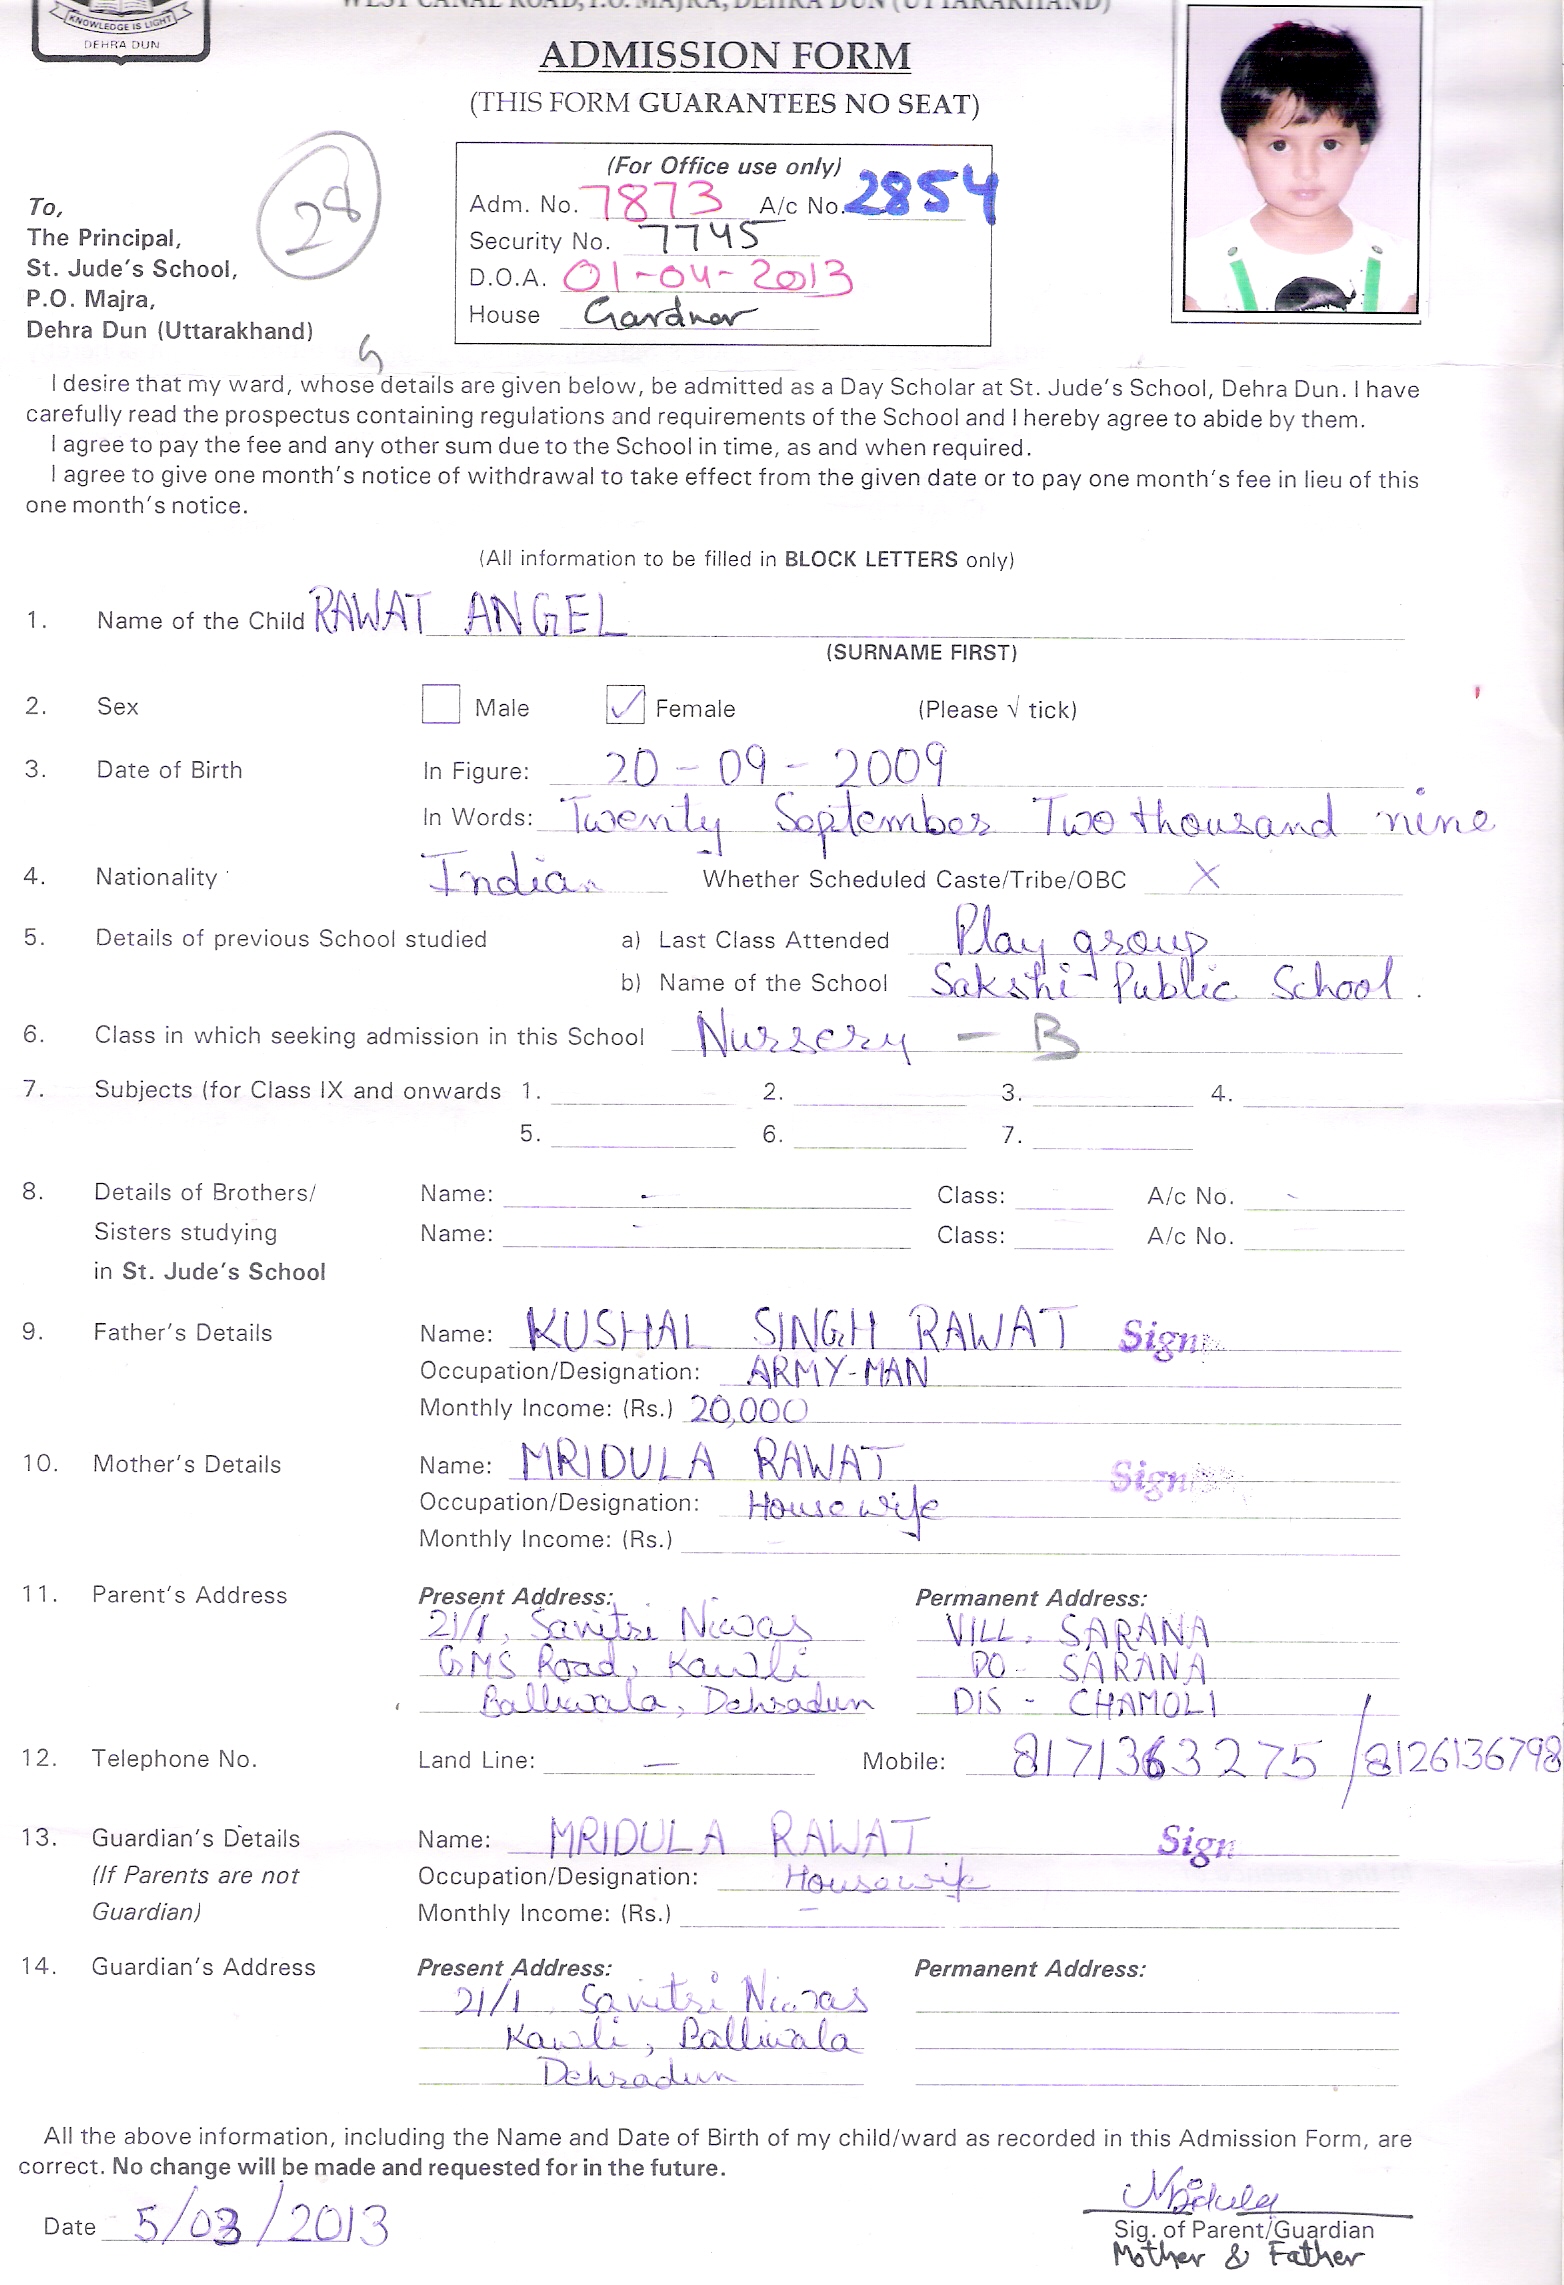 WEST CANAL ROAD, P.O. MAJRA, DEHRA DUN (UTTARAKHAND)
KNOWLEDGE IS LIGHT
DEHRA DUN
ADMISSION FORM
(THIS FORM GUARANTEES NO SEAT)
28
(For Office use only)
Adm. No. 7873 A/c No. 2854
Security No. 7745
D.O.A. 01-04-2013
House Gardner
To,
The Principal,
St. Jude's School,
P.O. Majra,
Dehra Dun (Uttarakhand)
I desire that my ward, whose details are given below, be admitted as a Day Scholar at St. Jude's School, Dehra Dun. I have
carefully read the prospectus containing regulations and requirements of the School and I hereby agree to abide by them.
I agree to pay the fee and any other sum due to the School in time, as and when required.
I agree to give one month's notice of withdrawal to take effect from the given date or to pay one month's fee in lieu of this
one month's notice.
(All information to be filled in BLOCK LETTERS only)
1. Name of the Child RAWAT ANGEL
(SURNAME FIRST)
2. Sex Male ✓ Female (Please √ tick)
3. Date of Birth In Figure: 20-09-2009
In Words: Twenty September Two thousand nine
4. Nationality Indian Whether Scheduled Caste/Tribe/OBC X
5. Details of previous School studied a) Last Class Attended Play group
b) Name of the School Sakshi Public School.
6. Class in which seeking admission in this School Nursery - B
7. Subjects (for Class IX and onwards 1. 2. 3. 4.
5. 6. 7.
8. Details of Brothers/ Name: - Class: A/c No. -
Sisters studying Name: - Class: A/c No.
in St. Jude's School
9. Father's Details Name: KUSHAL SINGH RAWAT Sign
Occupation/Designation: ARMY-MAN
Monthly Income: (Rs.) 20,000
10. Mother's Details Name: MRIDULA RAWAT Sign
Occupation/Designation: Housewife
Monthly Income: (Rs.)
11. Parent's Address Present Address: Permanent Address:
21/1, Savitri Niwas VILL. SARANA
GMS Road, Kawli PO - SARANA
Balliwala, Dehradun DIS - CHAMOLI
12. Telephone No. Land Line: — Mobile: 8171363275 / 8126136798
13. Guardian's Details Name: MRIDULA RAWAT Sign
(If Parents are not Occupation/Designation: Housewife
Guardian) Monthly Income: (Rs.) -
14. Guardian's Address Present Address: Permanent Address:
21/1 Savitri Niwas
Kawli, Balliwala
Dehradun
All the above information, including the Name and Date of Birth of my child/ward as recorded in this Admission Form, are
correct. No change will be made and requested for in the future.
Mridula
Date 5/03/2013 Sig. of Parent/Guardian
Mother & Father